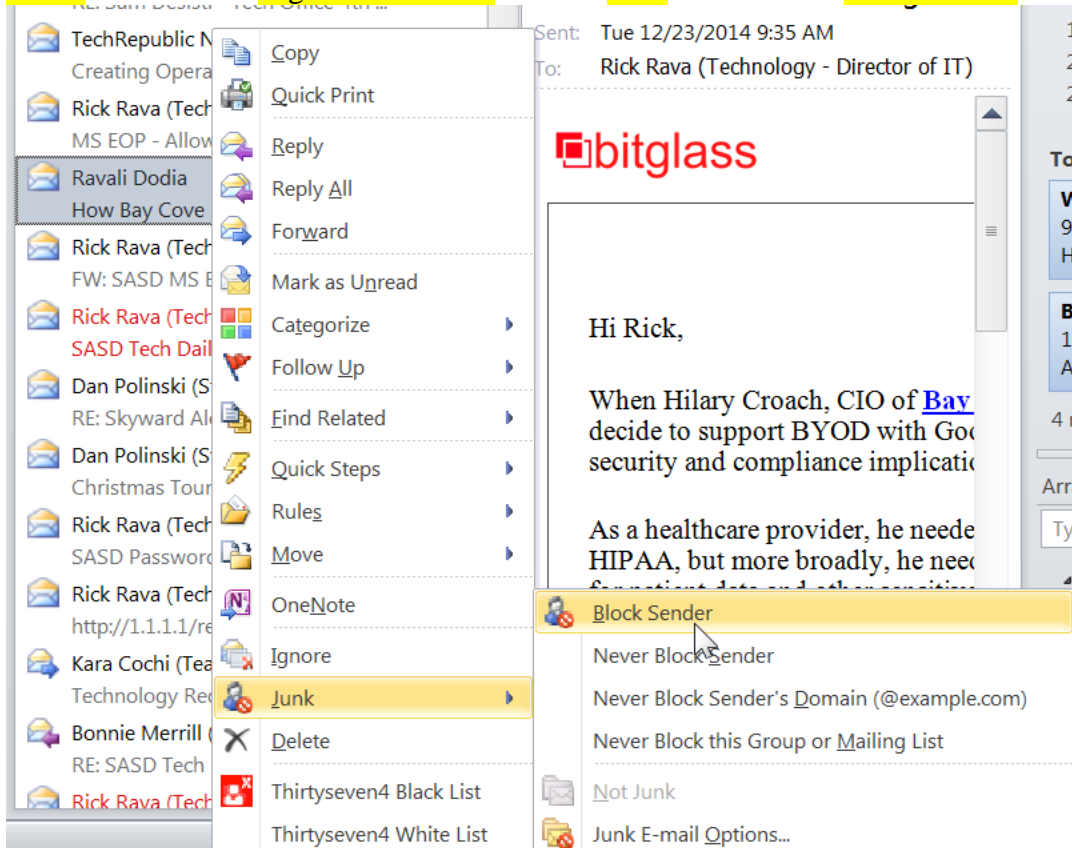 TechRepublic N
Creating Opera
Rick Rava (Tech
MS EOP - Allow
Ravali Dodia
How Bay Cove
Rick Rava (Tech
FW: SASD MS E
Rick Rava (Tech
SASD Tech Dail
Dan Polinski (S
RE: Skyward Al
Dan Polinski (S
Christmas Tour
Rick Rava (Tech
SASD Password
Rick Rava (Tech
http://1.1.1.1/re
Kara Cochi (Tea
Technology Rec
Bonnie Merrill (
RE: SASD Tech
Rick Rava (Tech
Copy
Quick Print
Reply
Reply All
Forward
Mark as Unread
Categorize
Follow Up
Find Related
Quick Steps
Rules
Move
OneNote
Ignore
Junk
Delete
Thirtyseven4 Black List
Thirtyseven4 White List
Sent: Tue 12/23/2014 9:35 AM
To: Rick Rava (Technology - Director of IT)
bitglass
Hi Rick,
When Hilary Croach, CIO of Bay
decide to support BYOD with Goo
security and compliance implicatio
As a healthcare provider, he neede
HIPAA, but more broadly, he need
Block Sender
Never Block Sender
Never Block Sender's Domain (@example.com)
Never Block this Group or Mailing List
Not Junk
Junk E-mail Options...
To
9
H
B
1
A
4
Arr
Ty